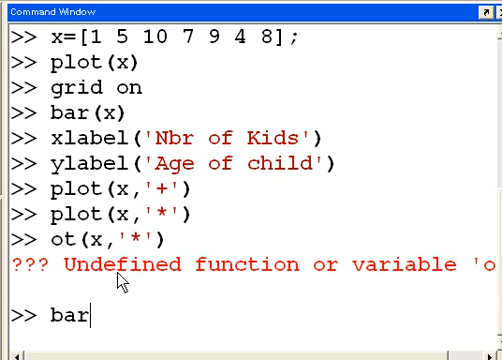 Command Window
>> x=[1 5 10 7 9 4 8];
>> plot(x)
>> grid on
>> bar(x)
>> xlabel('Nbr of Kids')
>> ylabel('Age of child')
>> plot(x,'+')
>> plot(x,'*')
>> ot(x,'*')
??? Undefined function or variable 'o
>> bar